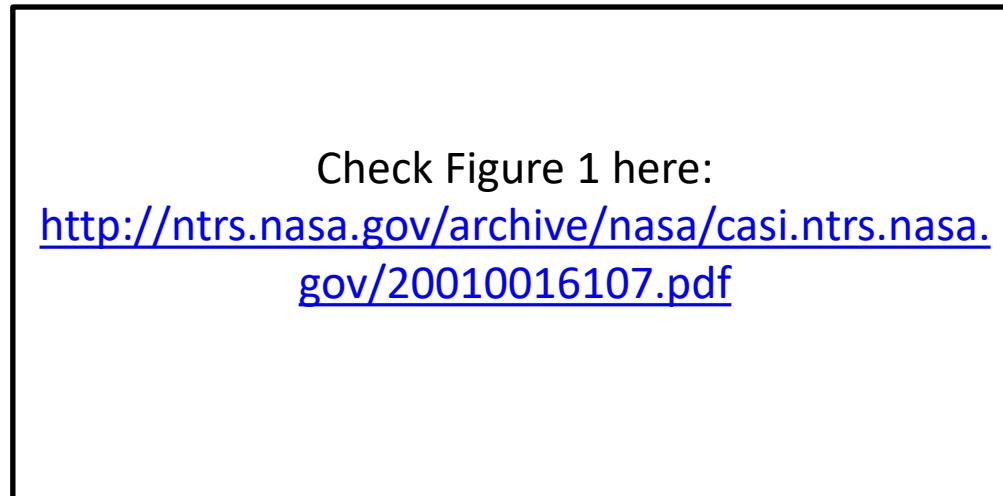 Check Figure 1 here:
http://ntrs.nasa.gov/archive/nasa/casi.ntrs.nasa.
gov/20010016107.pdf